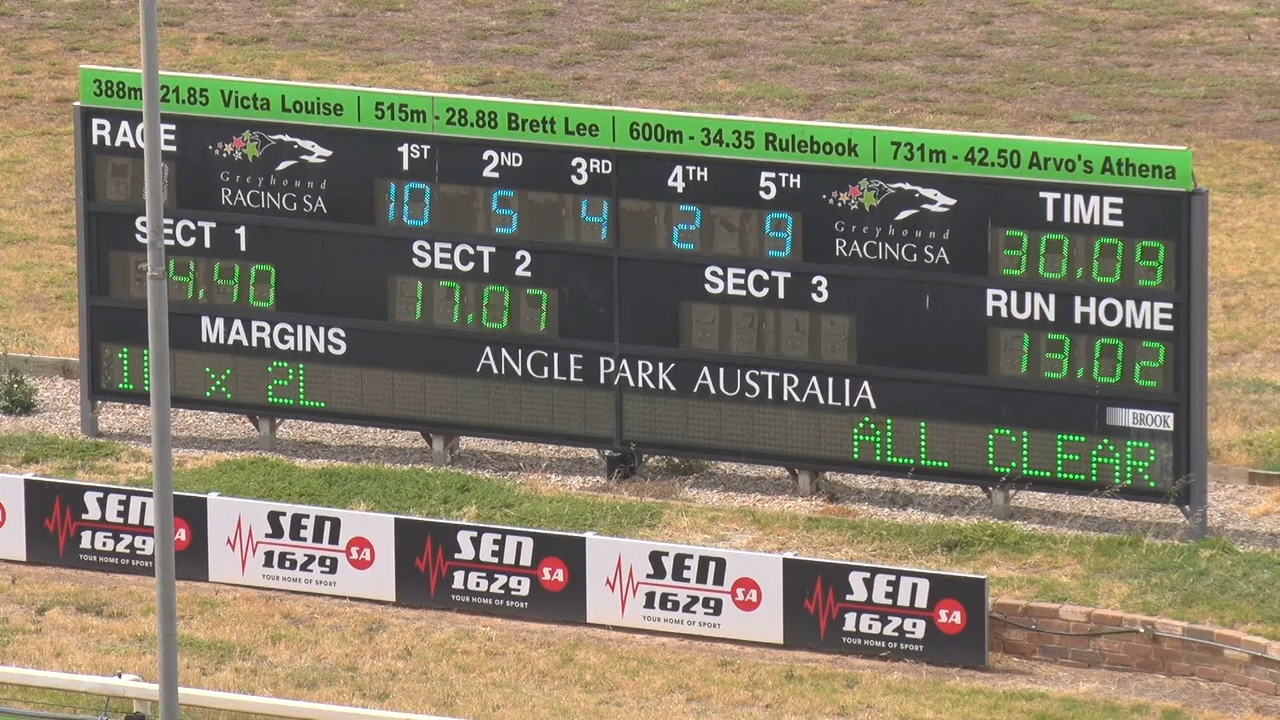 388m 21.85 Victa Louise | 515m - 28.88 Brett Lee | 600m - 34.35 Rulebook | 731m - 42.50 Arvo's Athena
RACE
Greyhound
RACING SA
1ST 2ND 3RD 4TH 5TH
10 5 4 2 9
Greyhound
RACING SA
TIME
30.09
SECT 1
4.40
SECT 2
17.07
SECT 3
RUN HOME
13.02
MARGINS
x 2L
ANGLE PARK AUSTRALIA
BROOK
ALL CLEAR
SEN
1629 SA
YOUR HOME OF SPORT
SEN
1629 SA
YOUR HOME OF SPORT
SEN
1629 SA
YOUR HOME OF SPORT
SEN
1629 SA
YOUR HOME OF SPORT
SEN
1629 SA
YOUR HOME OF SPORT